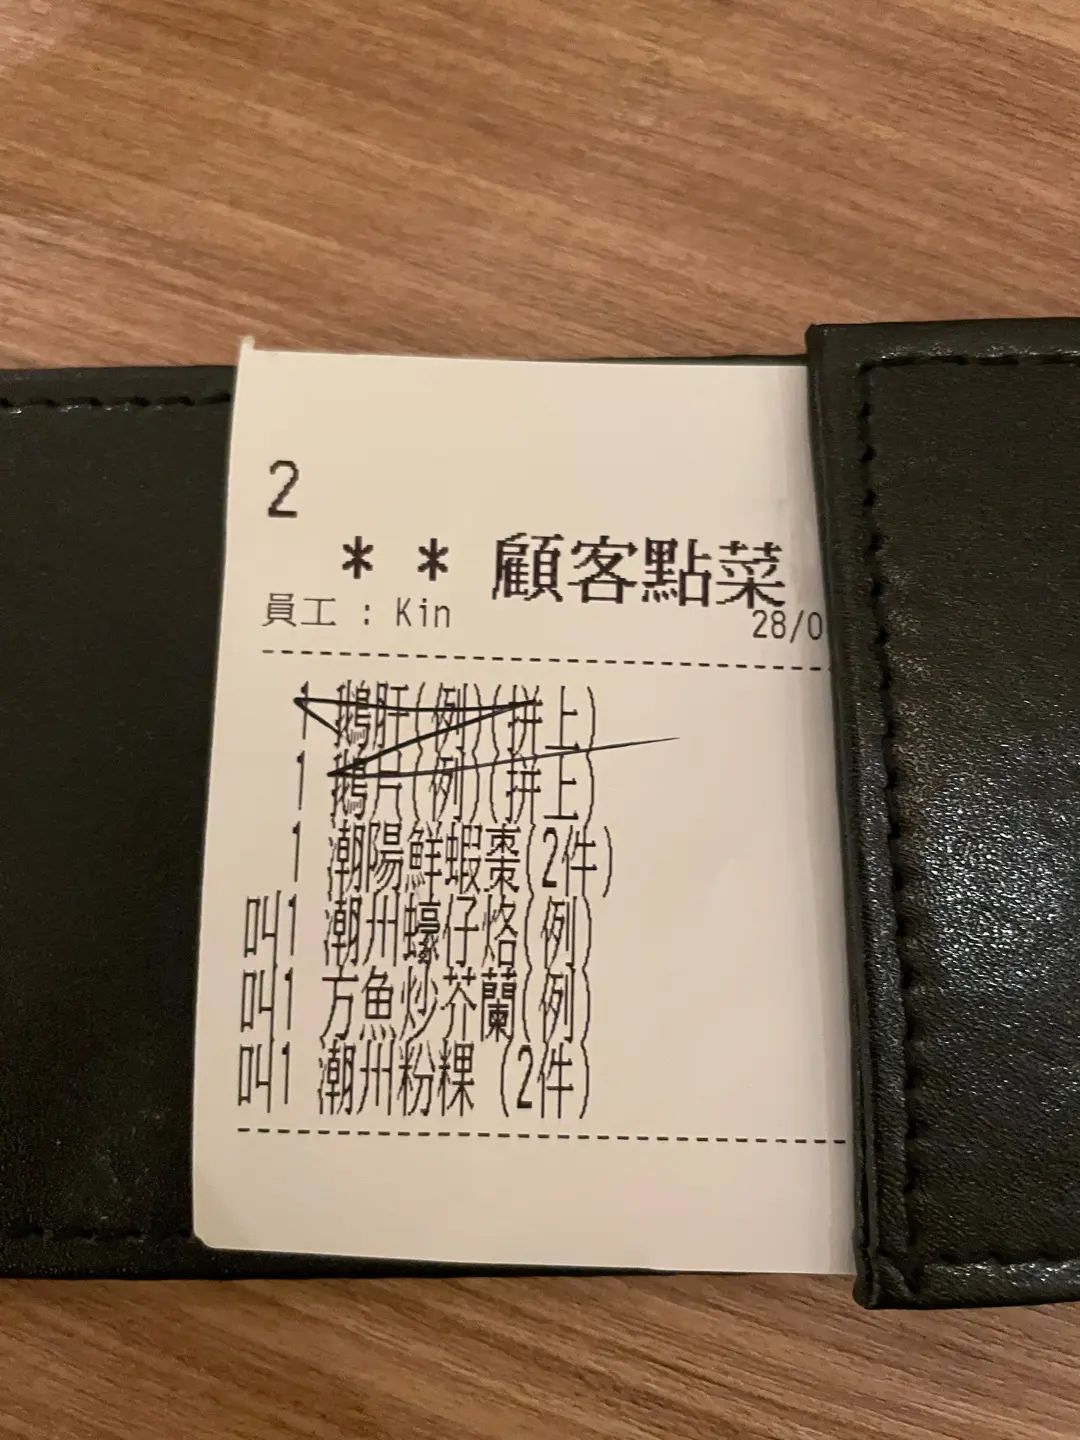 2
* * 顧客點菜
員工 : Kin 28/0
1 鵝肝(例)(拼上)
1 鵝片(例)(拼上)
1 潮陽鮮蝦棗(2件)
叫1 潮州蠔仔烙(例)
叫1 方魚炒芥蘭(例)
叫1 潮州粉粿 (2件)